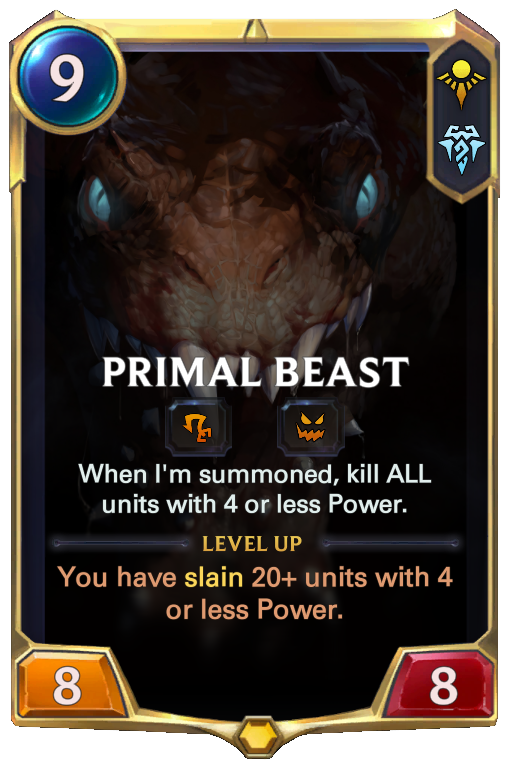 9
PRIMAL BEAST
When I'm summoned, kill ALL
units with 4 or less Power.
LEVEL UP
You have slain 20+ units with 4
or less Power.
8
8